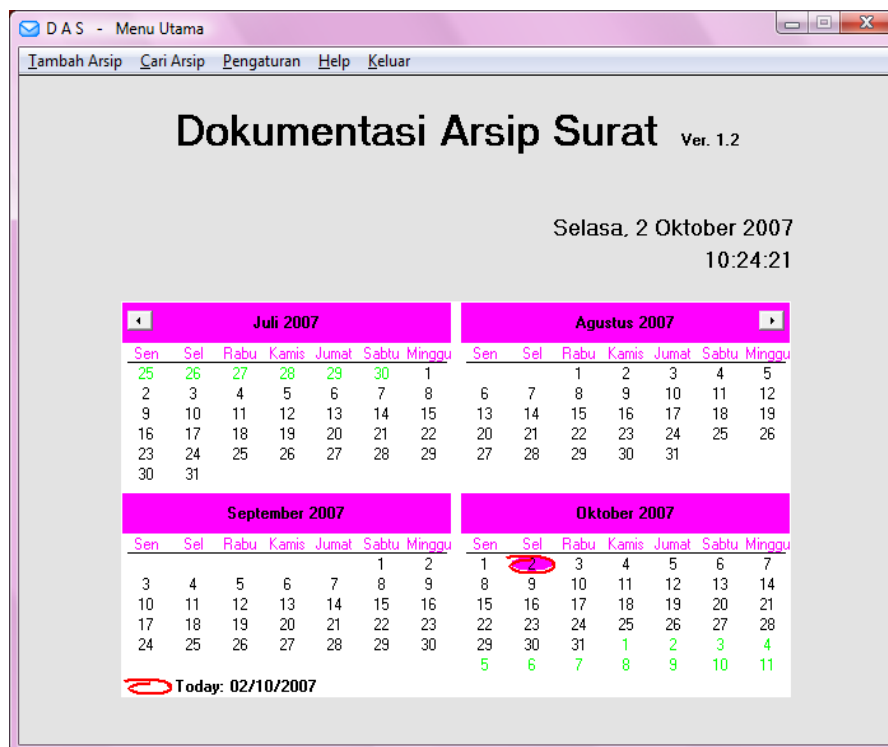 D A S - Menu Utama
Tambah Arsip Cari Arsip Pengaturan Help Keluar
Dokumentasi Arsip Surat Ver. 1.2
Selasa, 2 Oktober 2007
10:24:21
Juli 2007
Sen Sel Rabu Kamis Jumat Sabtu Minggu
25 26 27 28 29 30 1
2 3 4 5 6 7 8
9 10 11 12 13 14 15
16 17 18 19 20 21 22
23 24 25 26 27 28 29
30 31
Agustus 2007
Sen Sel Rabu Kamis Jumat Sabtu Minggu
1 2 3 4 5
6 7 8 9 10 11 12
13 14 15 16 17 18 19
20 21 22 23 24 25 26
27 28 29 30 31
September 2007
Sen Sel Rabu Kamis Jumat Sabtu Minggu
1 2
3 4 5 6 7 8 9
10 11 12 13 14 15 16
17 18 19 20 21 22 23
24 25 26 27 28 29 30
Oktober 2007
Sen Sel Rabu Kamis Jumat Sabtu Minggu
1 2 3 4 5 6 7
8 9 10 11 12 13 14
15 16 17 18 19 20 21
22 23 24 25 26 27 28
29 30 31 1 2 3 4
5 6 7 8 9 10 11
Today: 02/10/2007